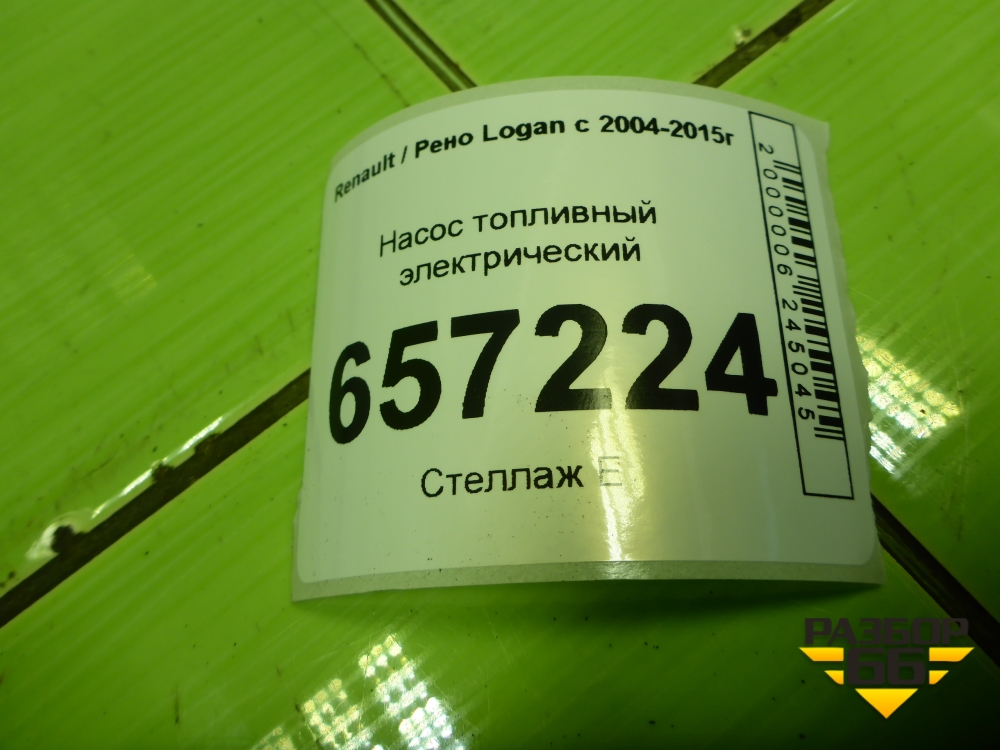 Renault / Рено Logan с 2004-2015г
Насос топливный
электрический
657224
Стеллаж Е
2000006245045
РАЗБОР
66